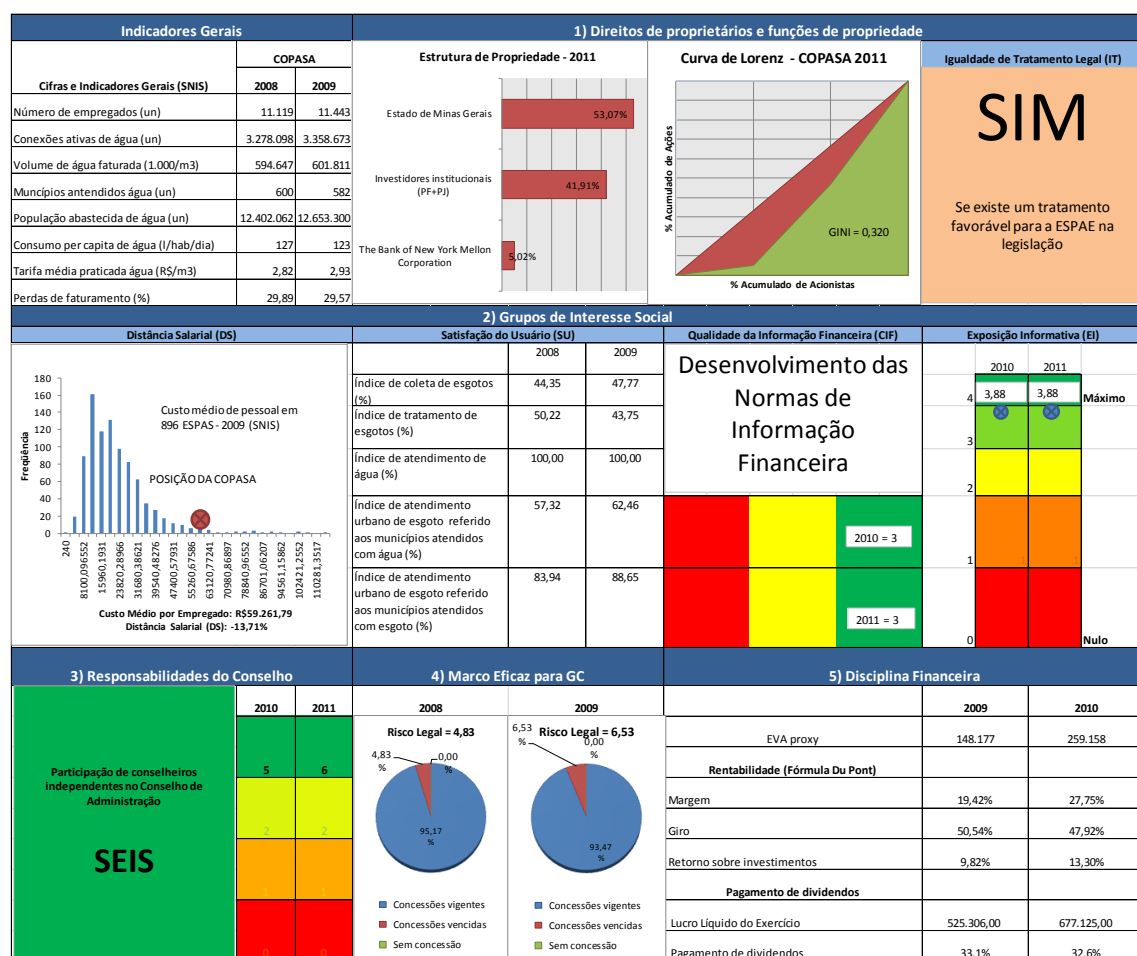 Indicadores Gerais
1) Direitos de proprietários e funções de propriedade
COPASA
Cifras e Indicadores Gerais (SNIS) 2008 2009
Número de empregados (un) 11.119 11.443
Conexões ativas de água (un) 3.278.098 3.358.673
Volume de água faturada (1.000/m3) 594.647 601.811
Muncípios antendidos água (un) 600 582
População abastecida de água (un) 12.402.062 12.653.300
Consumo per capita de água (l/hab/dia) 127 123
Tarifa média praticada água (R$/m3) 2,82 2,93
Perdas de faturamento (%) 29,89 29,57
Estrutura de Propriedade - 2011
Estado de Minas Gerais 53,07%
Investidores institucionais
(PF+PJ) 41,91%
The Bank of New York Mellon
Corporation 5,02%
Curva de Lorenz - COPASA 2011
% Acumulado de Ações
GINI = 0,320
% Acumulado de Acionistas
Igualdade de Tratamento Legal (IT)
SIM
Se existe um tratamento
favorável para a ESPAE na
legislação
2) Grupos de Interesse Social
Distância Salarial (DS)
Freqüência
180
160
140
120
100
80
60
40
20
0
Custo médio de pessoal em
896 ESPAS - 2009 (SNIS)
POSIÇÃO DA COPASA
240
8100,096552
15960,1931
23820,28966
31680,38621
39540,48276
47400,57931
55260,67586
63120,77241
70980,86897
78840,96552
86701,06207
94561,15862
102421,2552
110281,3517
Custo Médio por Empregado: R$59.261,79
Distância Salarial (DS): -13,71%
Satisfação do Usuário (SU)
2008 2009
Índice de coleta de esgotos 44,35 47,77
(%)
Índice de tratamento de 50,22 43,75
esgotos (%)
Índice de atendimento de 100,00 100,00
água (%)
Índice de atendimento 57,32 62,46
urbano de esgoto referido
aos municípios atendidos
com água (%)
Índice de atendimento 83,94 88,65
urbano de esgoto referido
aos municípios atendidos
com esgoto (%)
Qualidade da Informação Financeira (CIF)
Desenvolvimento das
Normas de
Informação
Financeira
2010 = 3
2011 = 3
Exposição Informativa (EI)
2010 2011
4 3,88 3,88 Máximo
3
2
1 1 1
0 Nulo
3) Responsabilidades do Conselho
2010 2011
Participação de conselheiros
independentes no Conselho de
Administração
SEIS
5 6
2 2
1 1
0 0
4) Marco Eficaz para GC
2008 2009
Risco Legal = 4,83
4,83
%
0,00
%
95,17
%
Concessões vigentes
Concessões vencidas
Sem concessão
Risco Legal = 6,53
6,53
%
0,00
%
93,47
%
Concessões vigentes
Concessões vencidas
Sem concessão
5) Disciplina Financeira
2009 2010
EVA proxy 148.177 259.158
Rentabilidade (Fórmula Du Pont)
Margem 19,42% 27,75%
Giro 50,54% 47,92%
Retorno sobre investimentos 9,82% 13,30%
Pagamento de dividendos
Lucro Líquido do Exercício 525.306,00 677.125,00
Pagamento de dividendos 33,1% 32,6%